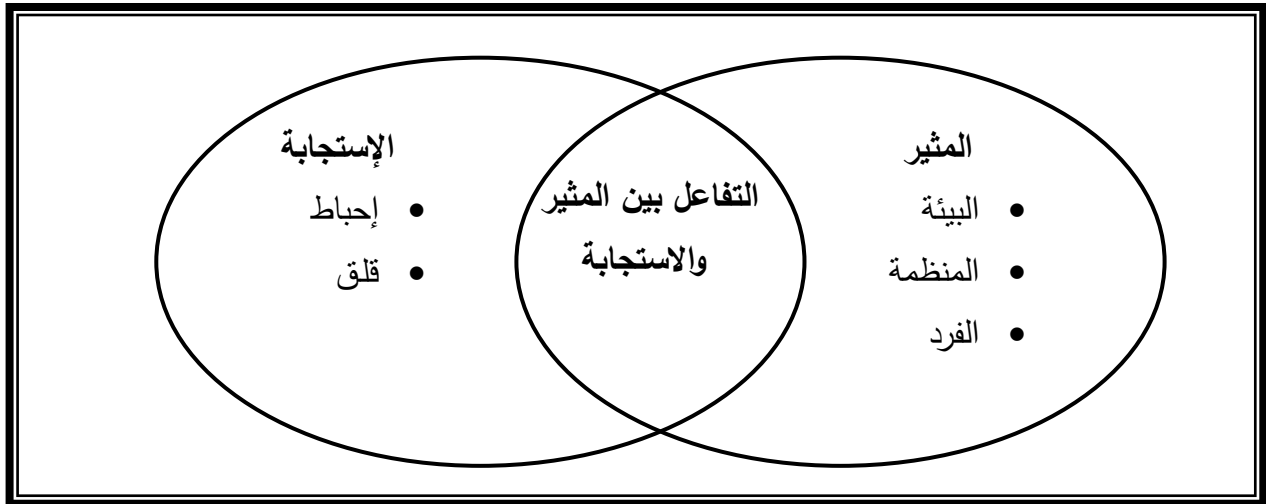 المثير
• البيئة
• المنظمة
• الفرد
التفاعل بين المثير
والاستجابة
الإستجابة
• إحباط
• قلق